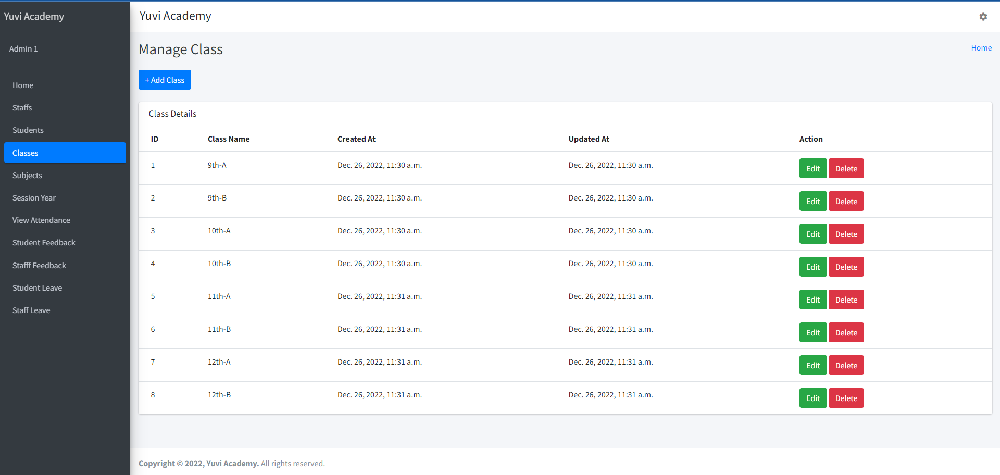 Yuvi Academy
Admin 1
Home
Staffs
Students
Classes
Subjects
Session Year
View Attendance
Student Feedback
Stafff Feedback
Student Leave
Staff Leave
Yuvi Academy
Manage Class
Home
+ Add Class
Class Details
ID Class Name Created At Updated At Action
1 9th-A Dec. 26, 2022, 11:30 a.m. Dec. 26, 2022, 11:30 a.m. Edit Delete
2 9th-B Dec. 26, 2022, 11:30 a.m. Dec. 26, 2022, 11:30 a.m. Edit Delete
3 10th-A Dec. 26, 2022, 11:30 a.m. Dec. 26, 2022, 11:30 a.m. Edit Delete
4 10th-B Dec. 26, 2022, 11:30 a.m. Dec. 26, 2022, 11:30 a.m. Edit Delete
5 11th-A Dec. 26, 2022, 11:31 a.m. Dec. 26, 2022, 11:31 a.m. Edit Delete
6 11th-B Dec. 26, 2022, 11:31 a.m. Dec. 26, 2022, 11:31 a.m. Edit Delete
7 12th-A Dec. 26, 2022, 11:31 a.m. Dec. 26, 2022, 11:31 a.m. Edit Delete
8 12th-B Dec. 26, 2022, 11:31 a.m. Dec. 26, 2022, 11:31 a.m. Edit Delete
Copyright © 2022, Yuvi Academy. All rights reserved.